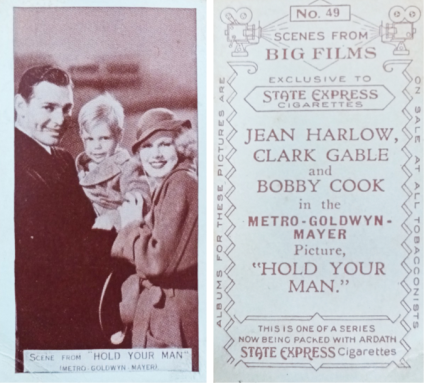 SCENE FROM "HOLD YOUR MAN"
(METRO-GOLDWYN MAYER)
No. 49
SCENES FROM
BIG FILMS
EXCLUSIVE TO
STATE EXPRESS
CIGARETTES
ALBUMS FOR THESE PICTURES ARE
ON SALE AT ALL TOBACCONISTS
JEAN HARLOW,
CLARK GABLE
and
BOBBY COOK
in the
METRO-GOLDWYN-
MAYER
Picture,
"HOLD YOUR
MAN."
THIS IS ONE OF A SERIES
NOW BEING PACKED WITH ARDATH
STATE EXPRESS Cigarettes